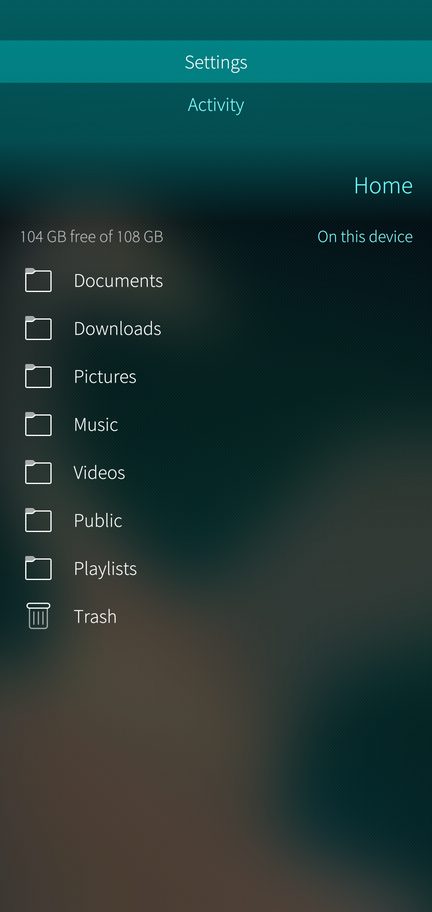 Settings
Activity
Home
104 GB free of 108 GB On this device
Documents
Downloads
Pictures
Music
Videos
Public
Playlists
Trash